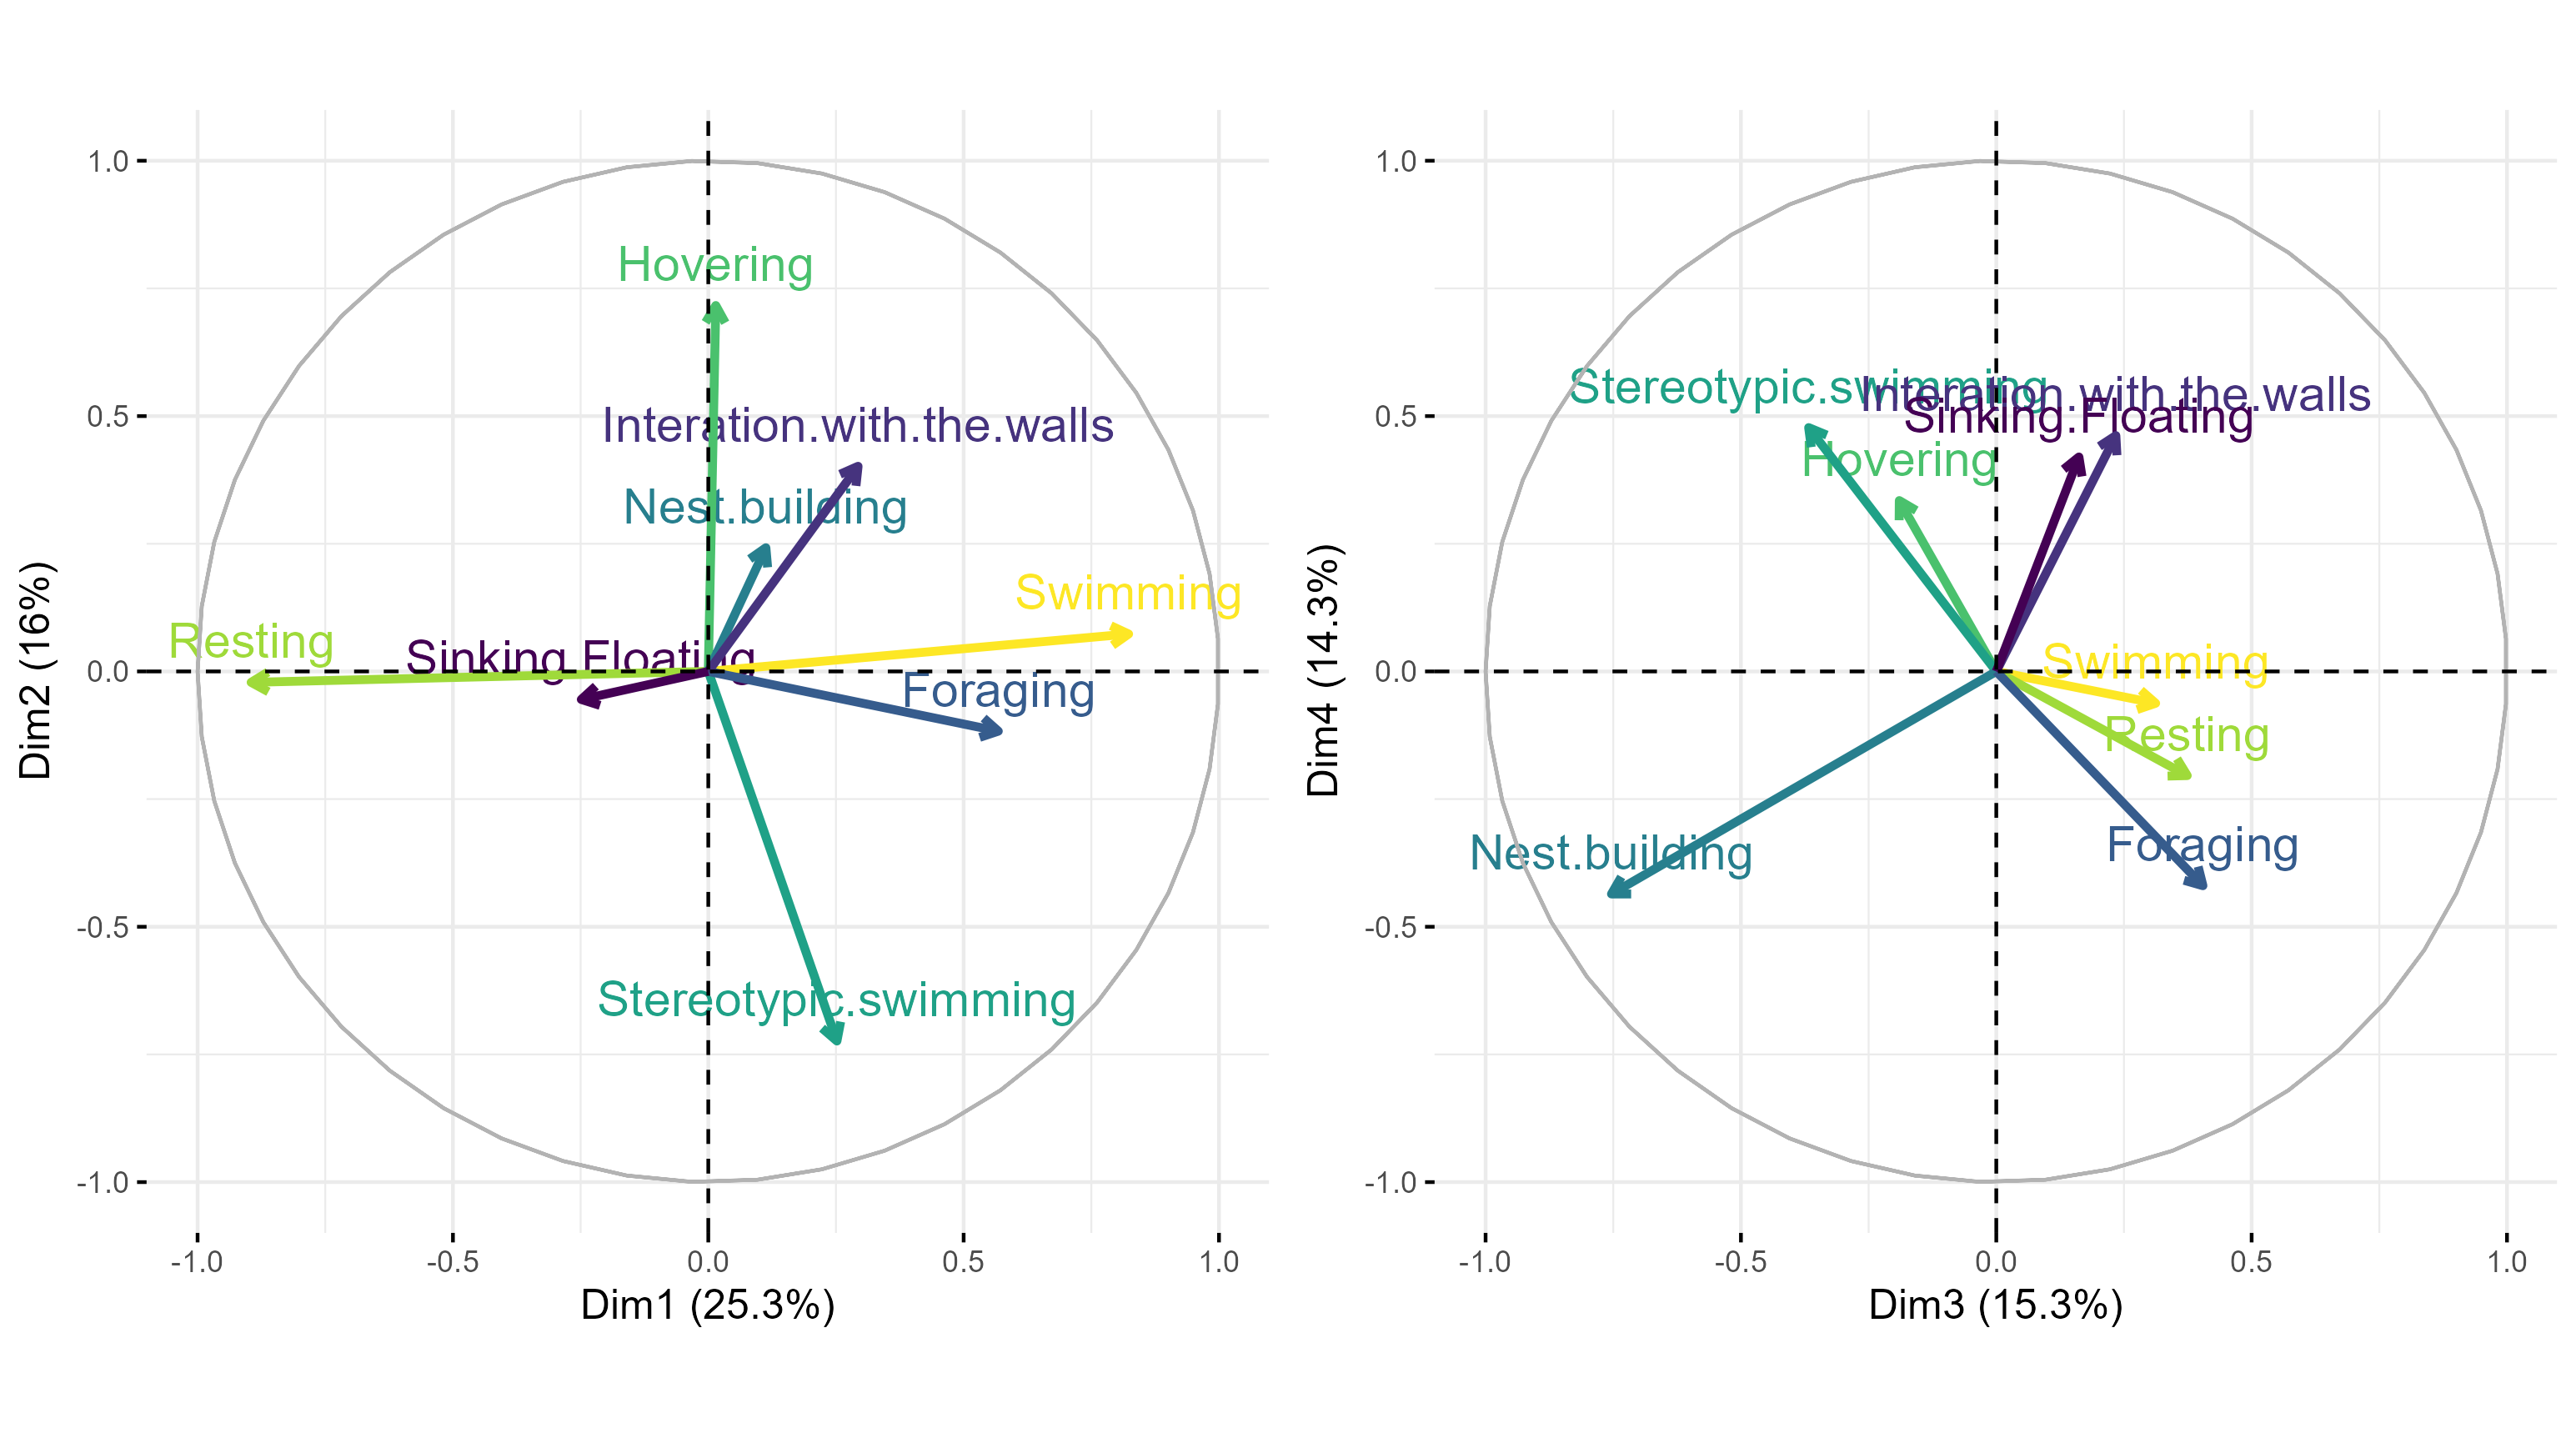 Hovering
Interation.with.the.walls
Nest.building
Swimming
Resting
Sinking.Floating
Foraging
Stereotypic.swimming
1.0
0.5
0.0
-0.5
-1.0
-1.0
-0.5
0.0
0.5
1.0
Dim2 (16%)
Dim1 (25.3%)
Stereotypic.swimming
Interation.with.the.walls
Sinking.Floating
Hovering
Swimming
Resting
Foraging
Nest.building
1.0
0.5
0.0
-0.5
-1.0
-1.0
-0.5
0.0
0.5
1.0
Dim4 (14.3%)
Dim3 (15.3%)